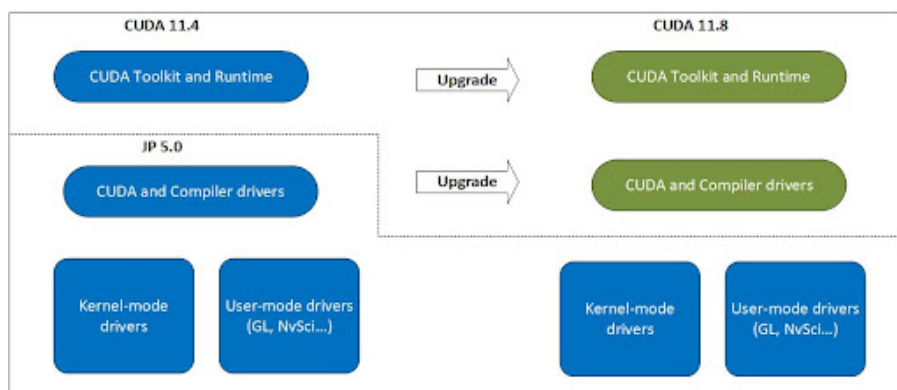 CUDA 11.4
CUDA 11.8
CUDA Toolkit and Runtime
Upgrade
CUDA Toolkit and Runtime
JP 5.0
CUDA and Compiler drivers
Upgrade
CUDA and Compiler drivers
Kernel-mode
drivers
User-mode drivers
(GL, NvSci...)
Kernel-mode
drivers
User-mode drivers
(GL, NvSci...)